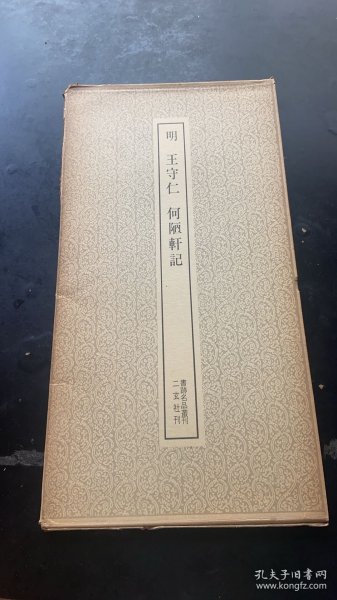 明 王守仁 何陋軒記
書跡名品叢刊
二玄社刊
孔夫子旧书网
www.kongfz.com